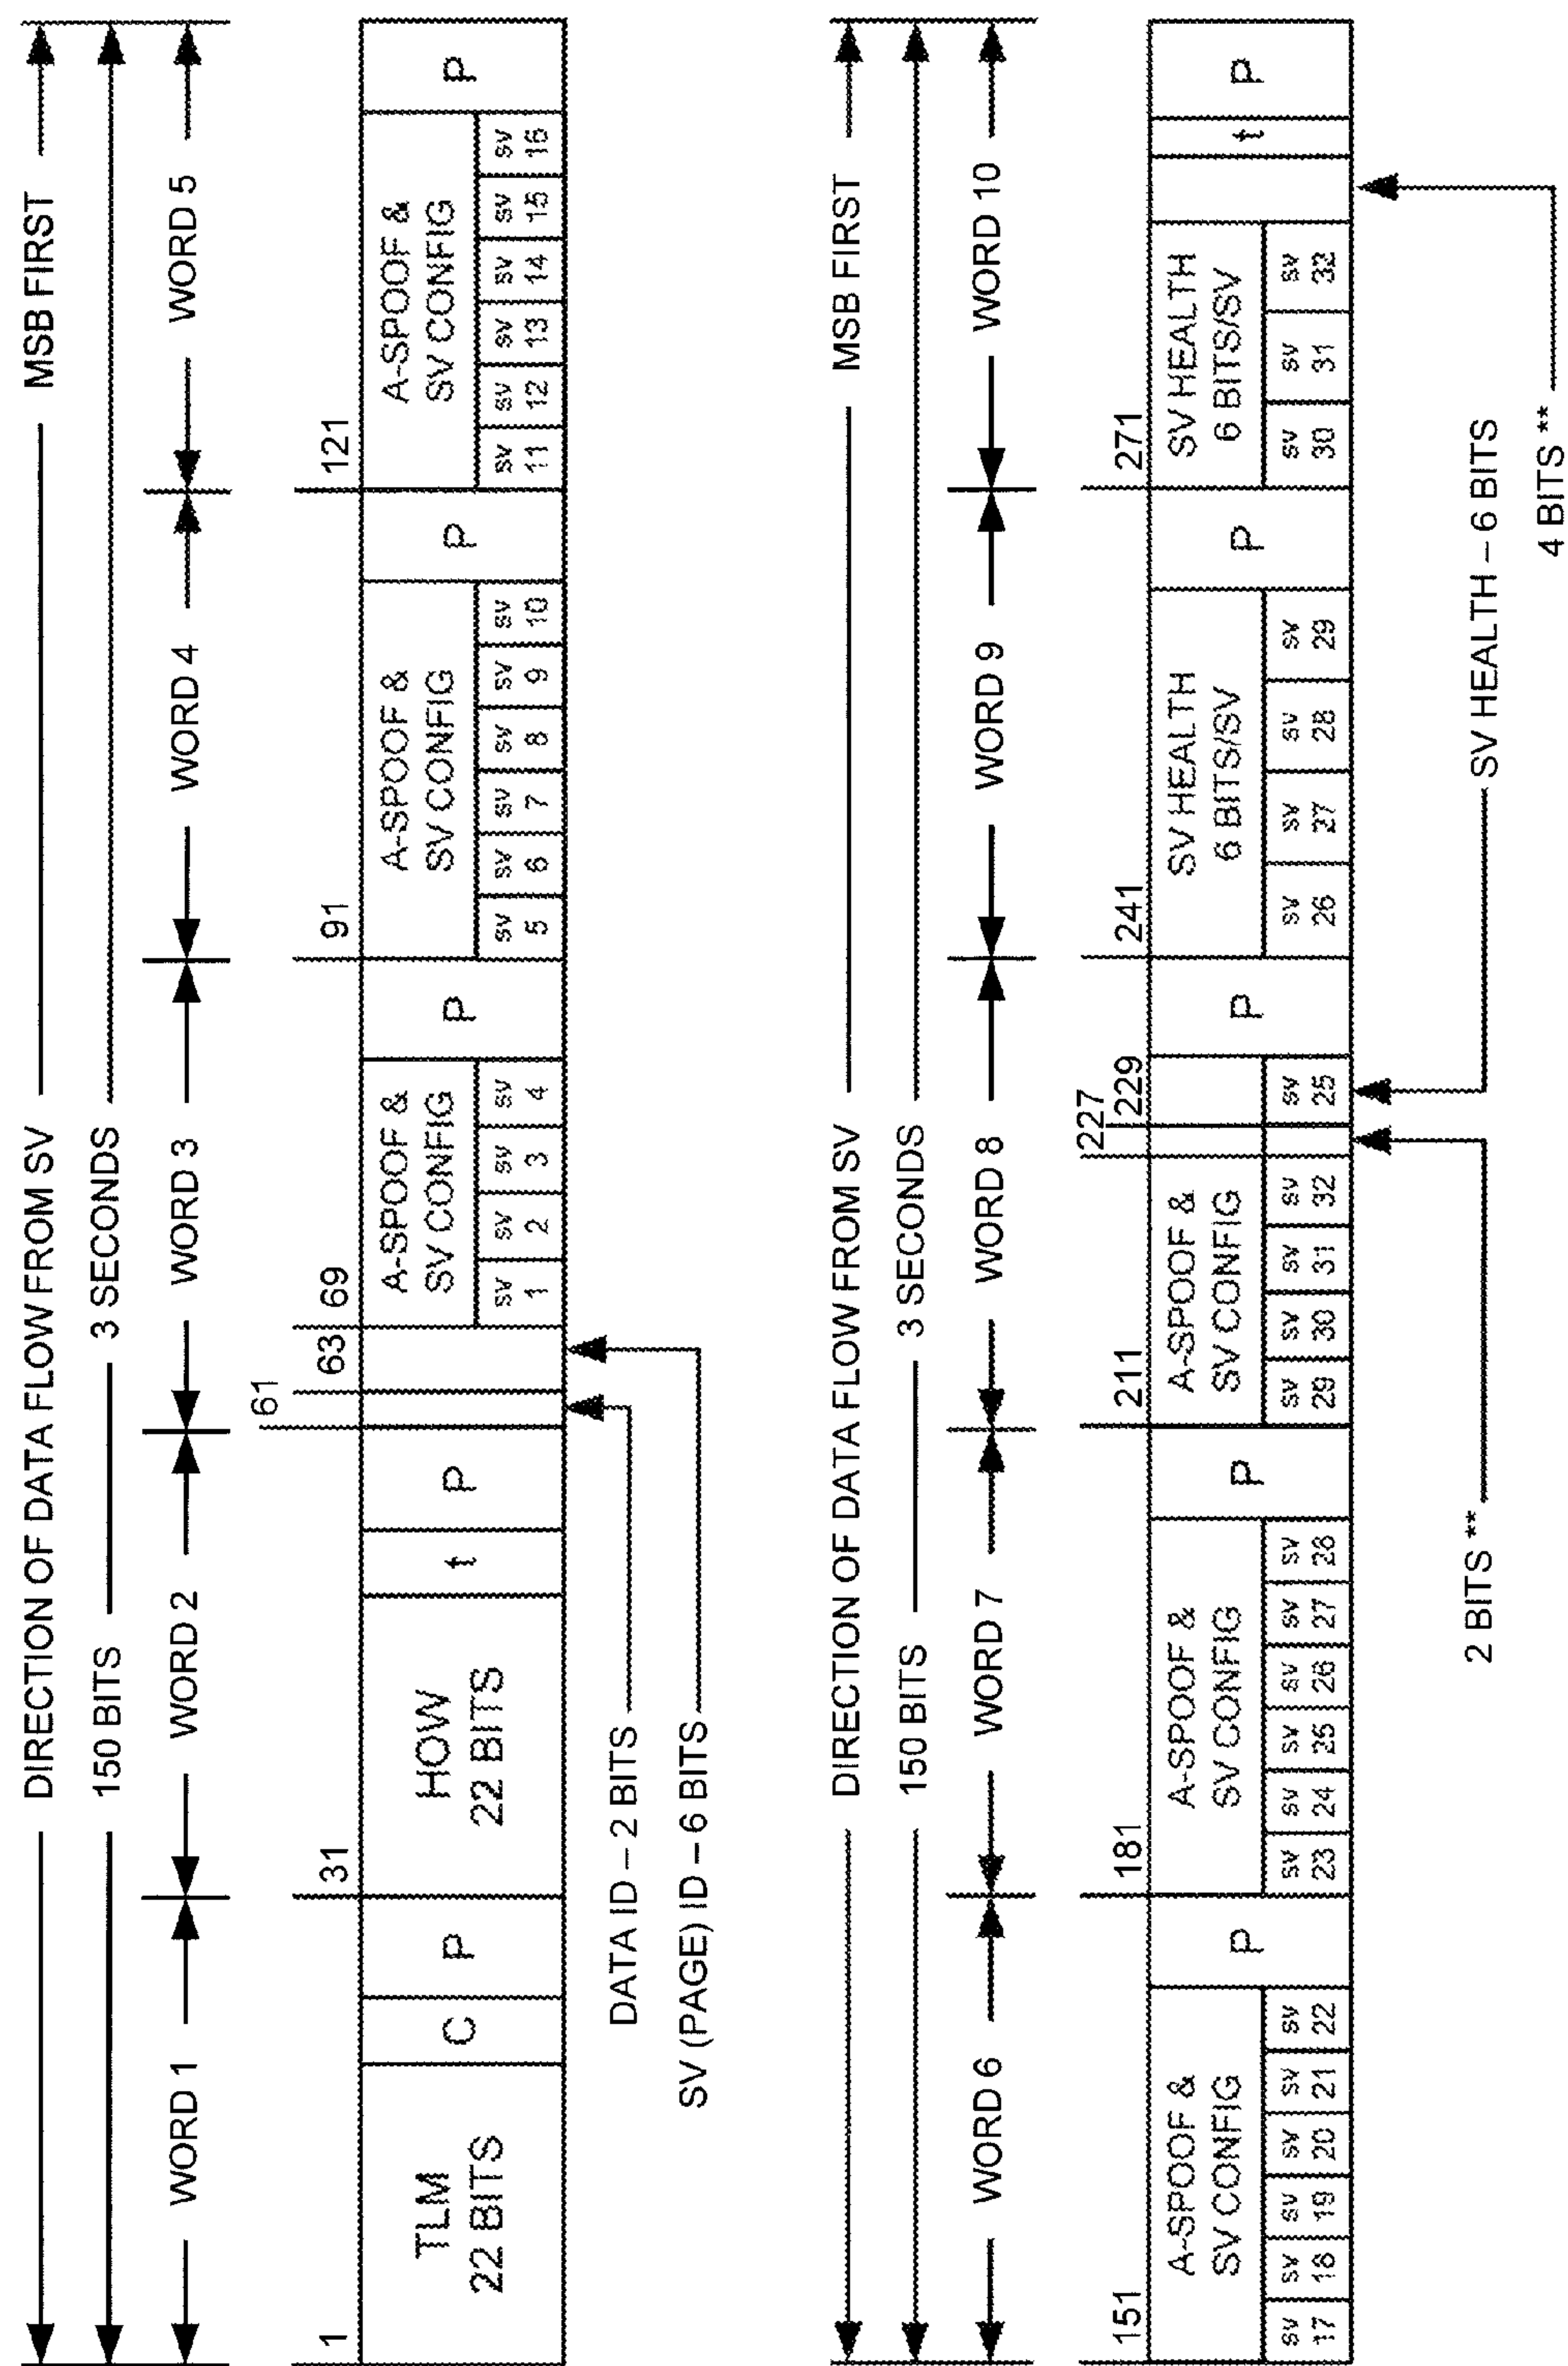 DIRECTION OF DATA FLOW FROM SV MSB FIRST
150 BITS 3 SECONDS
WORD 1 WORD 2 WORD 3 WORD 4 WORD 5
1 31 61 63 69 91 121
TLM
22 BITS
C
P
HOW
22 BITS
t
P
A-SPOOF &
SV CONFIG
SV 1 SV 2 SV 3 SV 4
P
A-SPOOF &
SV CONFIG
SV 5 SV 6 SV 7 SV 8 SV 9 SV 10
P
A-SPOOF &
SV CONFIG
SV 11 SV 12 SV 13 SV 14 SV 15 SV 16
P
DATA ID – 2 BITS
SV (PAGE) ID – 6 BITS
DIRECTION OF DATA FLOW FROM SV MSB FIRST
150 BITS 3 SECONDS
WORD 6 WORD 7 WORD 8 WORD 9 WORD 10
151 181 211 227 229 241 271
A-SPOOF &
SV CONFIG
SV 17 SV 18 SV 19 SV 20 SV 21 SV 22
P
A-SPOOF &
SV CONFIG
SV 23 SV 24 SV 25 SV 26 SV 27 SV 28
P
A-SPOOF &
SV CONFIG
SV 29 SV 30 SV 31 SV 32
SV 25
P
SV HEALTH
6 BITS/SV
SV 26 SV 27 SV 28 SV 29
P
SV HEALTH
6 BITS/SV
SV 30 SV 31 SV 32
t
P
2 BITS **
SV HEALTH – 6 BITS
4 BITS **